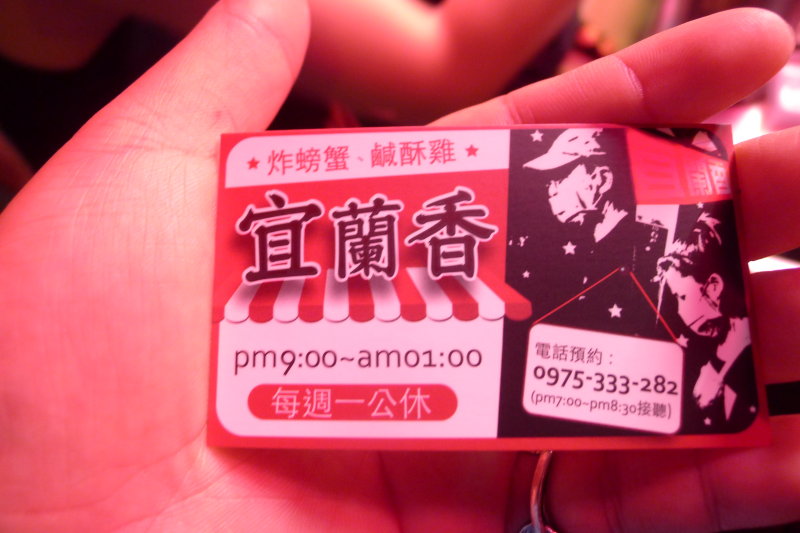 ★炸螃蟹、鹹酥雞★
宜蘭香
pm9:00~am01:00
每週一公休
電話預約：
0975-333-282
(pm7:00~pm8:30接聽)